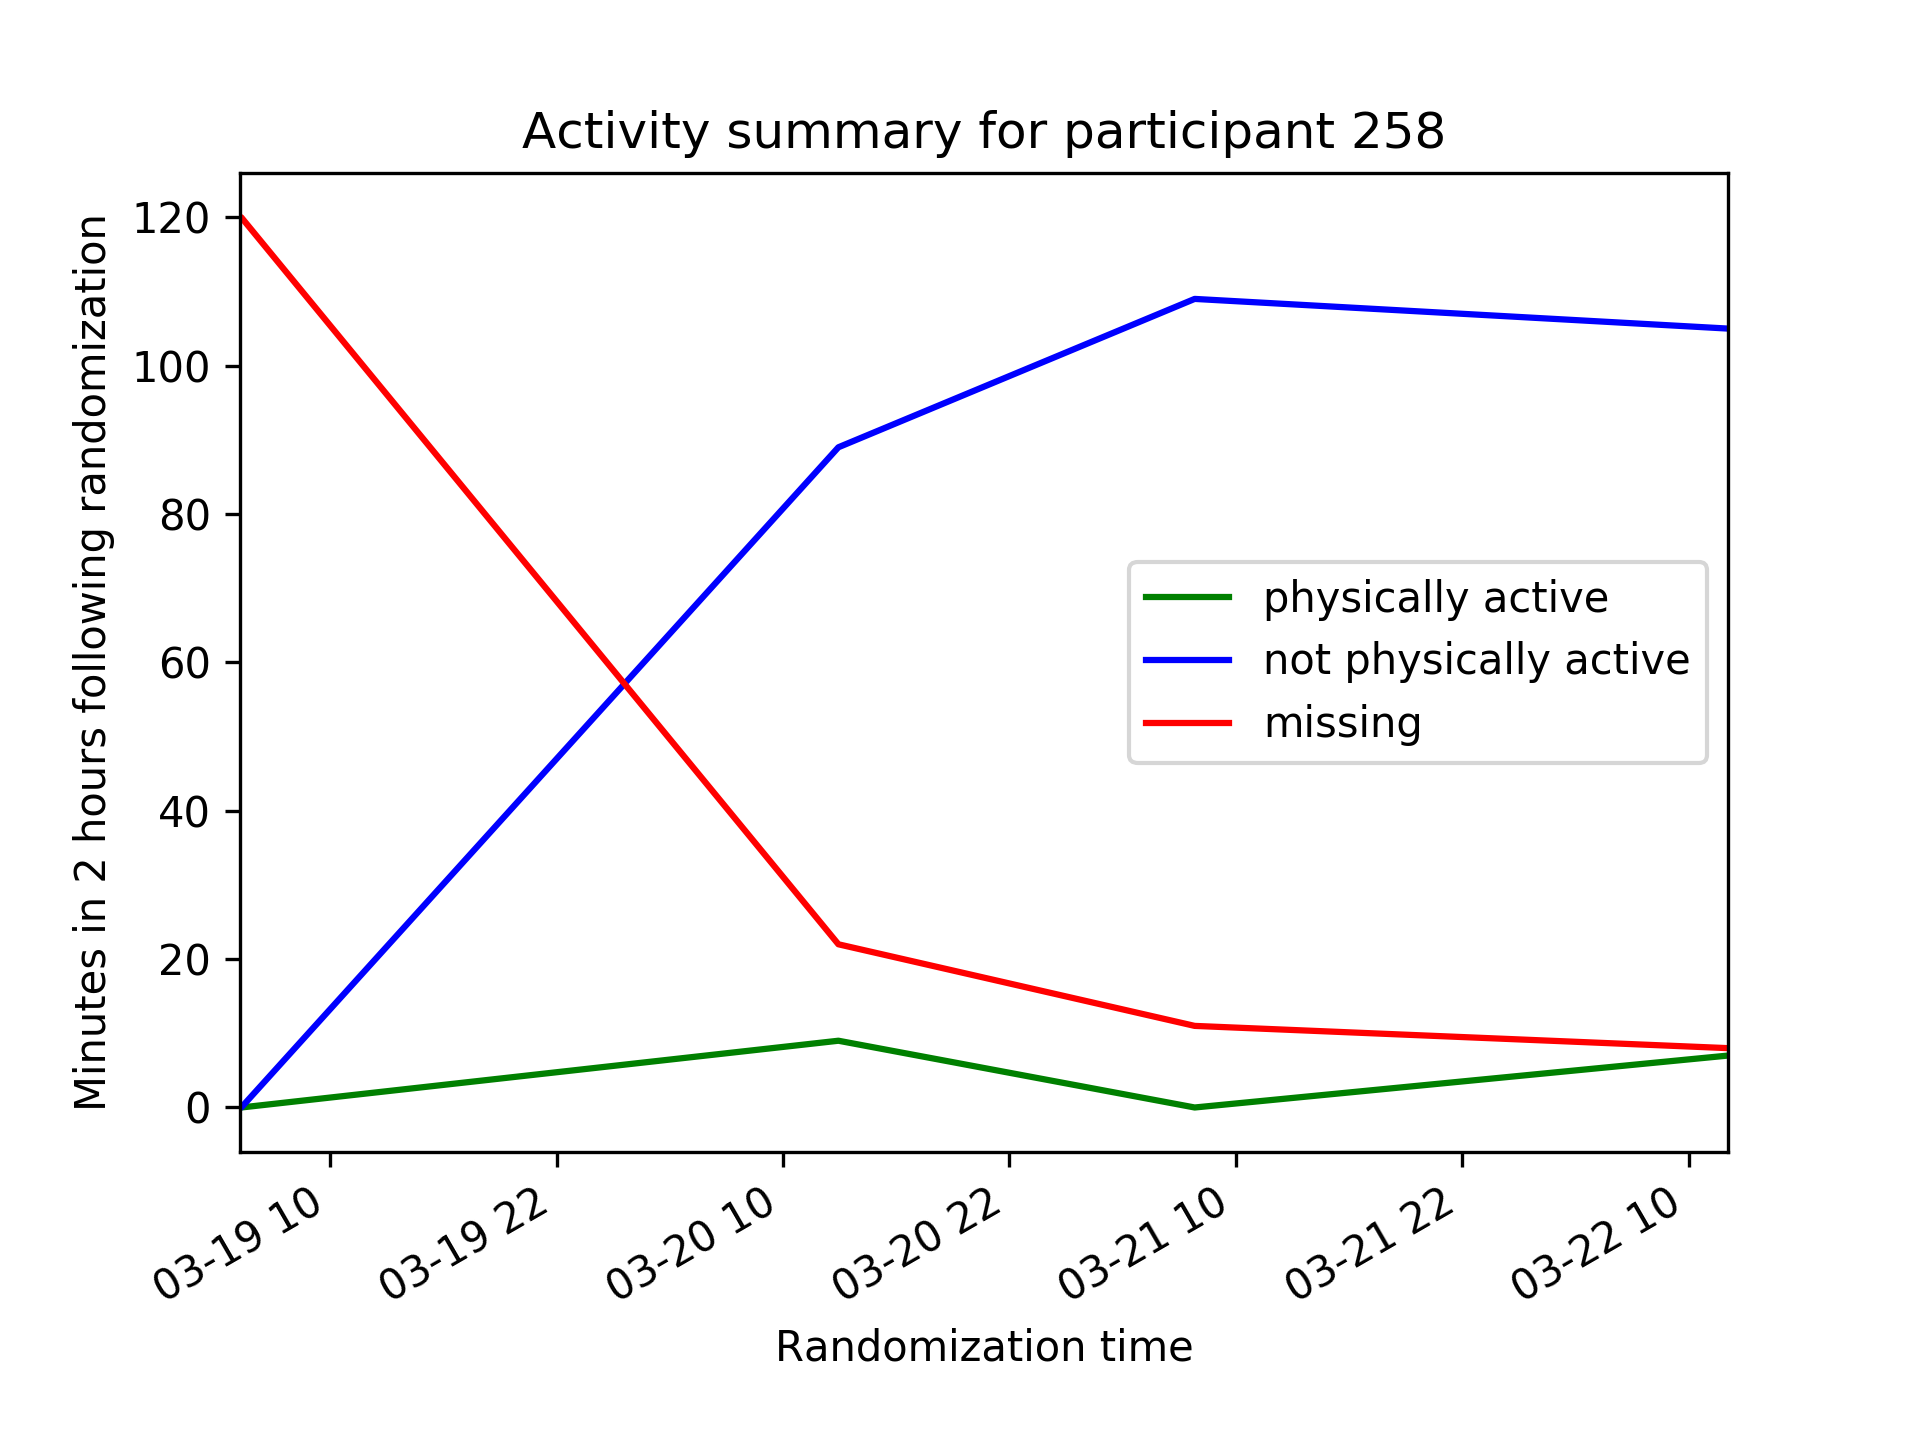 Activity summary for participant 258
Minutes in 2 hours following randomization
120
100
80
60
40
20
0
physically active
not physically active
missing
03-19 10
03-19 22
03-20 10
03-20 22
03-21 10
03-21 22
03-22 10
Randomization time